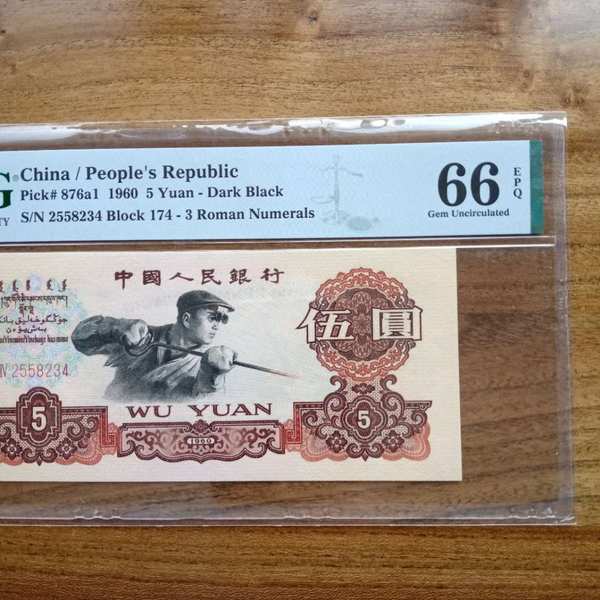 China / People's Republic
Pick# 876a1 1960 5 Yuan - Dark Black
S/N 2558234 Block 174 - 3 Roman Numerals
G
TY
66
EPQ
Gem Uncirculated
中國人民銀行
伍圓
2558234
5
WU YUAN
5
1960